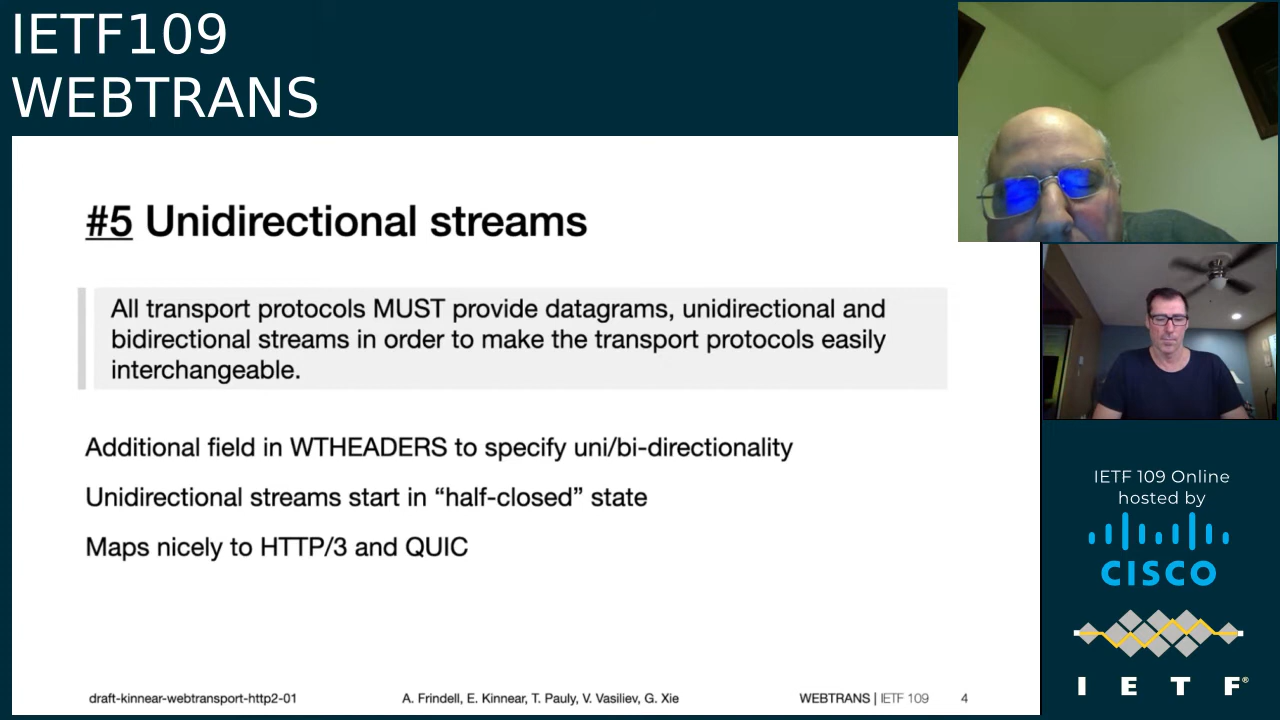 IETF109
WEBTRANS
#5 Unidirectional streams
All transport protocols MUST provide datagrams, unidirectional and
bidirectional streams in order to make the transport protocols easily
interchangeable.
Additional field in WTHEADERS to specify uni/bi-directionality
Unidirectional streams start in “half-closed” state
Maps nicely to HTTP/3 and QUIC
draft-kinnear-webtransport-http2-01 A. Frindell, E. Kinnear, T. Pauly, V. Vasiliev, G. Xie WEBTRANS | IETF 109 4
IETF 109 Online
hosted by
CISCO
IETF®